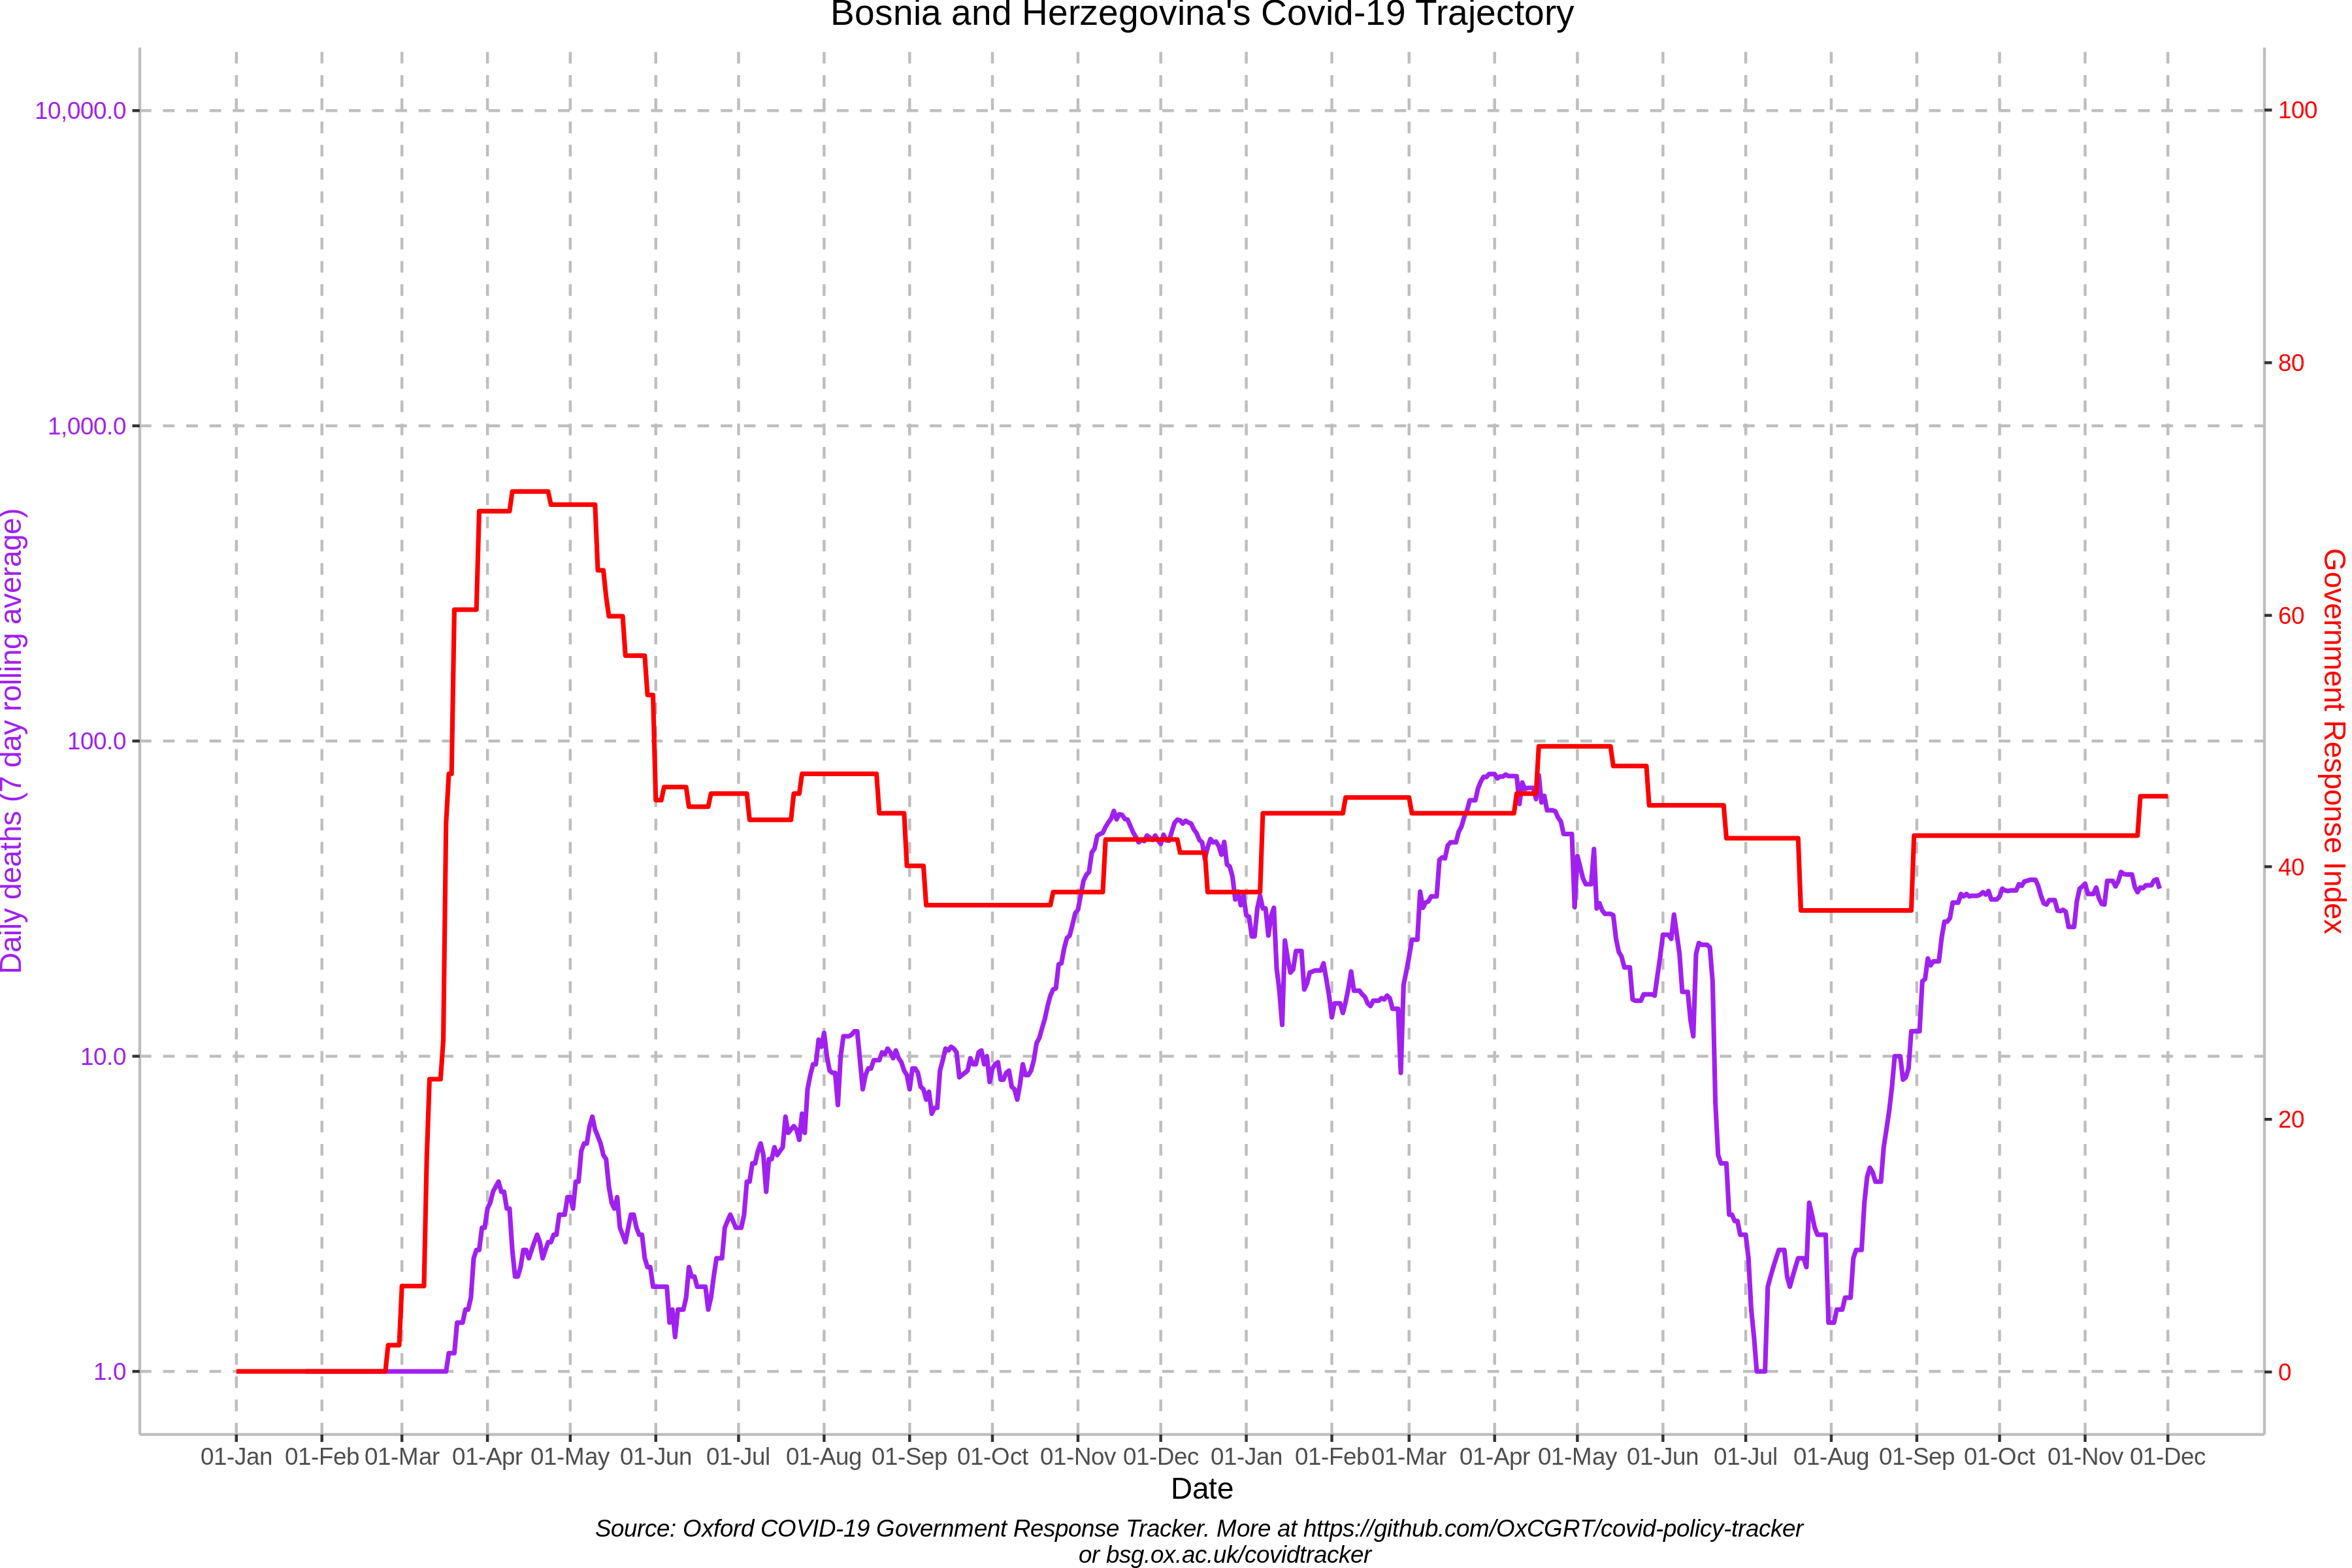 Bosnia and Herzegovina's Covid-19 Trajectory
10,000.0
1,000.0
100.0
10.0
1.0
Daily deaths (7 day rolling average)
100
80
60
40
20
0
Government Response Index
01-Jan 01-Feb 01-Mar 01-Apr 01-May 01-Jun 01-Jul 01-Aug 01-Sep 01-Oct 01-Nov 01-Dec 01-Jan 01-Feb 01-Mar 01-Apr 01-May 01-Jun 01-Jul 01-Aug 01-Sep 01-Oct 01-Nov 01-Dec
Date
Source: Oxford COVID-19 Government Response Tracker. More at https://github.com/OxCGRT/covid-policy-tracker
or bsg.ox.ac.uk/covidtracker